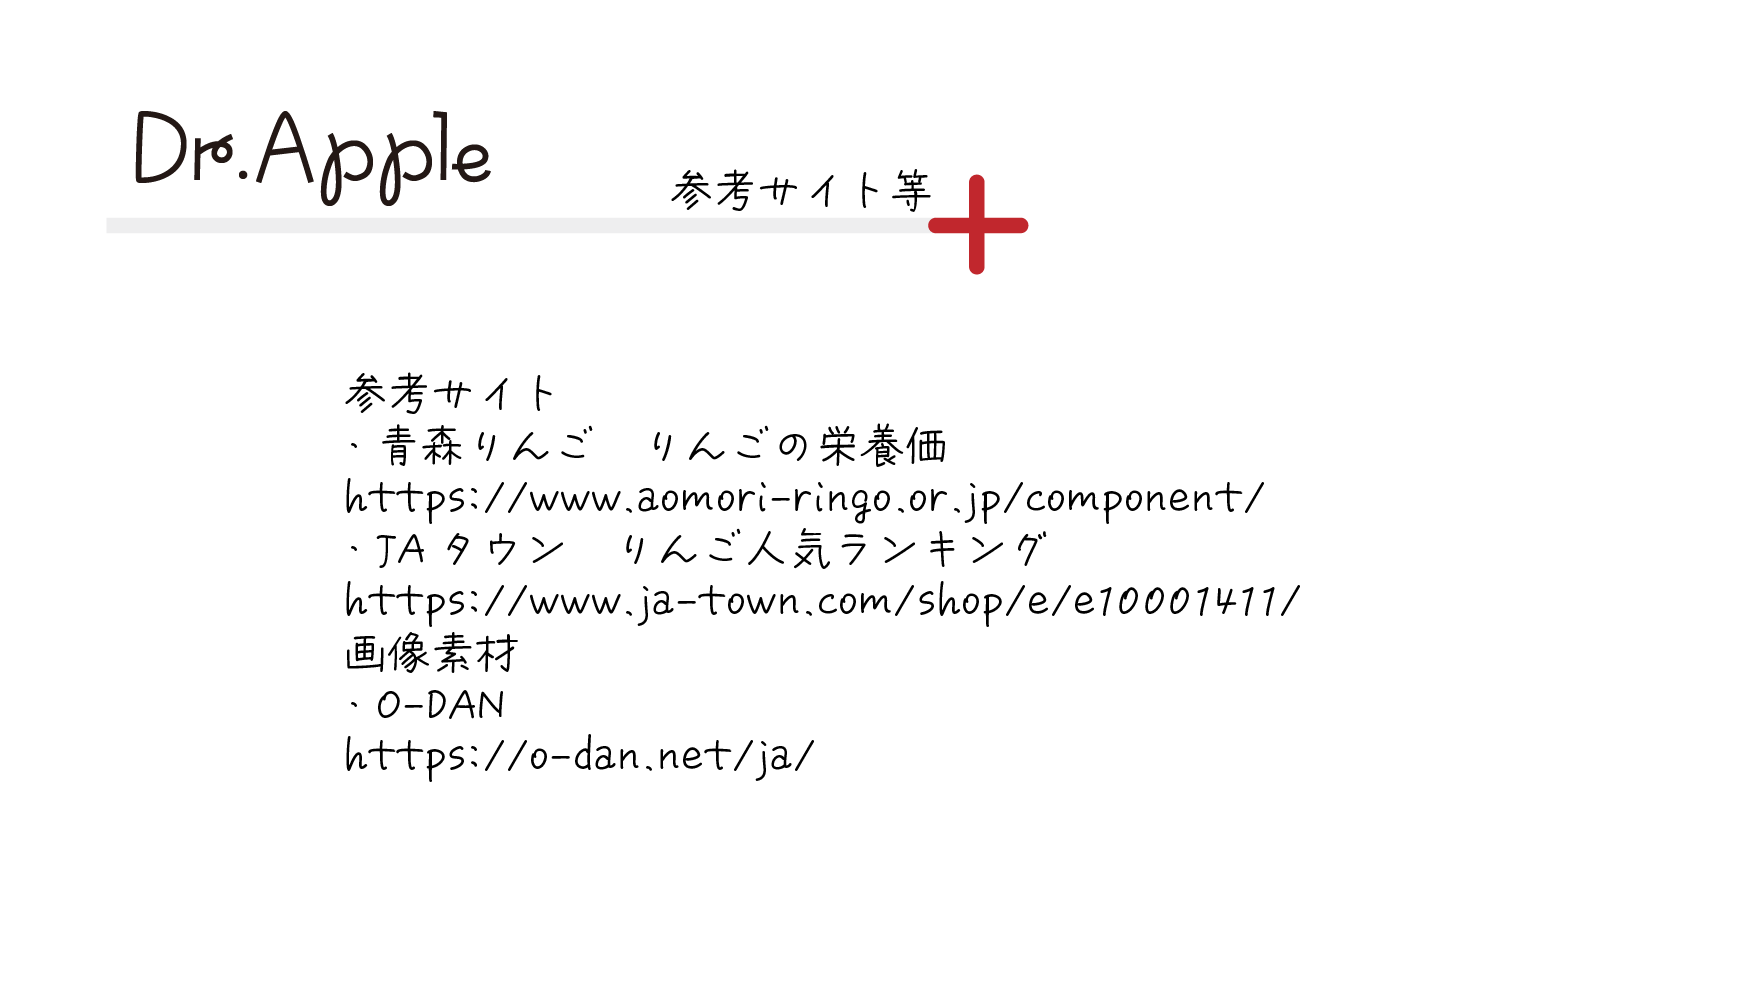 Dr.Apple
参考サイト等
参考サイト
・青森りんご　りんごの栄養価
https://www.aomori-ringo.or.jp/component/
・JAタウン　りんご人気ランキング
https://www.ja-town.com/shop/e/e10001411/
画像素材
・O-DAN
https://o-dan.net/ja/